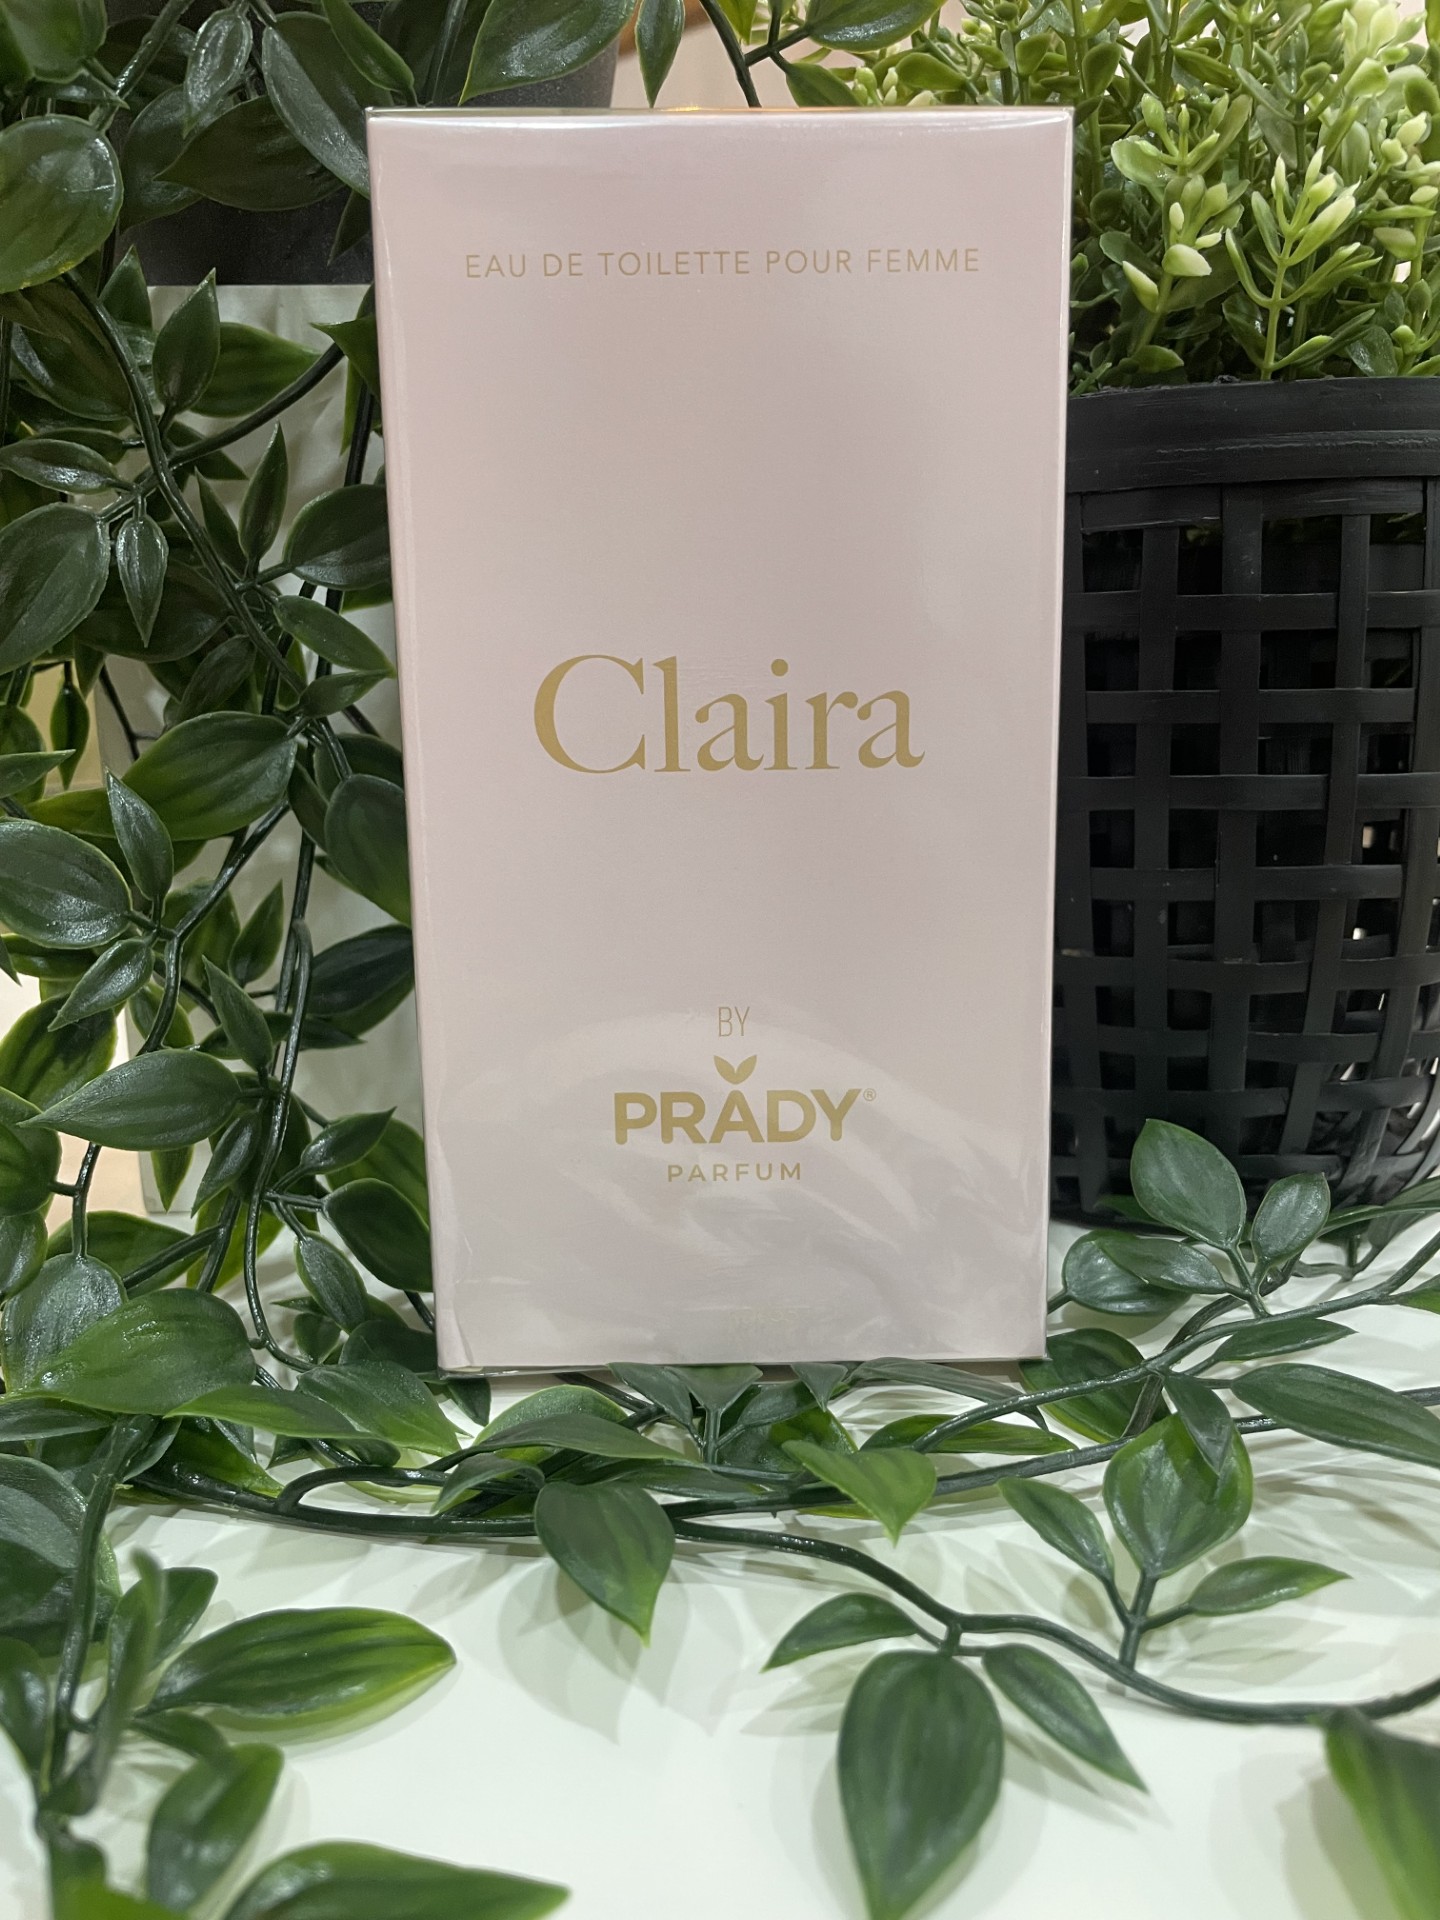 EAU DE TOILETTE POUR FEMME
Claira
BY
PRADY®
PARFUM